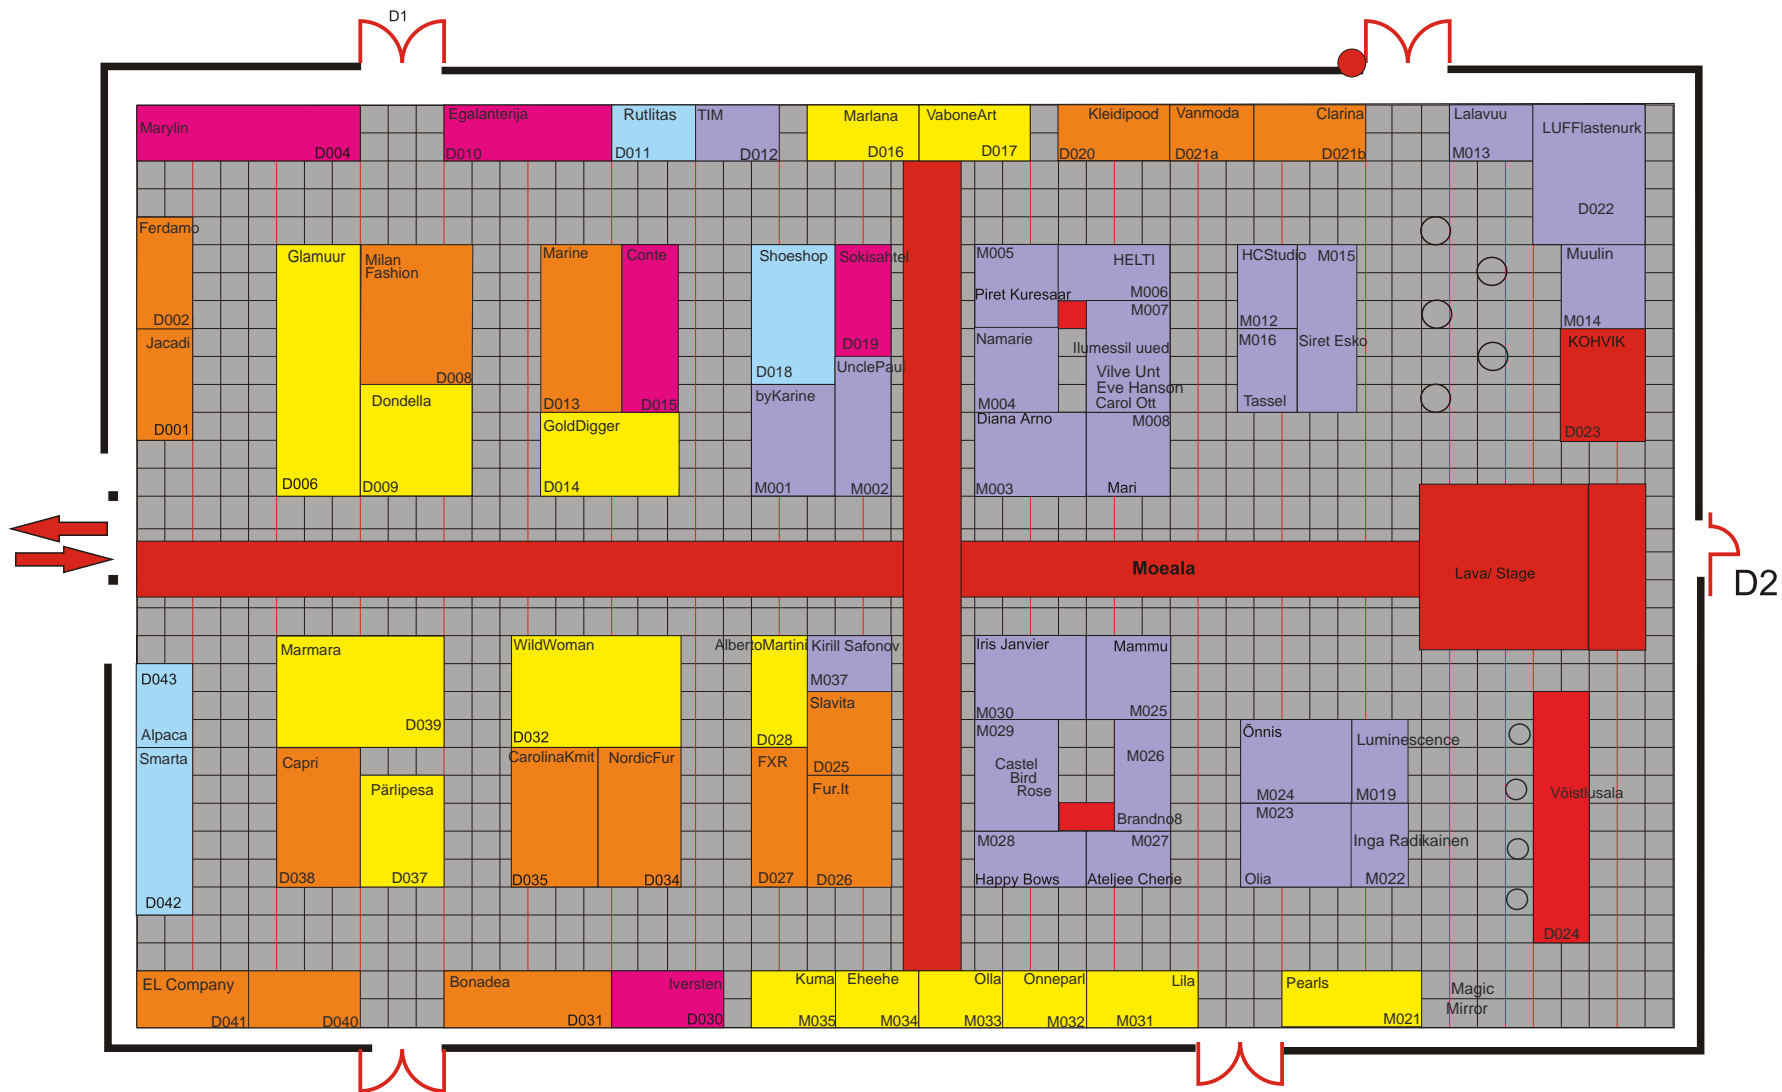 D1
Marylin
D004
Egalanterija
D010
Rutlitas
D011
TIM
D012
Marlana
D016
VaboneArt
D017
Kleidipood
D020
Vanmoda
D021a
Clarina
D021b
Lalavuu
M013
LUFFlastenurk
D022
Ferdamo
D002
Jacadi
D001
Glamuur
D006
Milan
Fashion
D008
Dondella
D009
Marine
D013
Conte
D015
GoldDigger
D014
Shoeshop
D018
Sokisahtel
D019
byKarine
M001
UnclePaul
M002
M005
Piret Kuresaar
HELTI
M006
M007
Namarie
M004
Ilumessil uued
Vilve Unt
Eve Hanson
Carol Ott
Diana Arno
M003
M008
Mari
HCStudio
M012
M015
Siret Esko
M016
Tassel
Muulin
M014
KOHVIK
D023
Moeala
Lava/ Stage
D2
D043
Alpaca
Smarta
D042
Marmara
D039
Capri
D038
Pärlipesa
D037
WildWoman
D032
CarolinaKmit
D035
NordicFur
D034
AlbertoMartini
D028
Kirill Safonov
M037
Slavita
D025
FXR
D027
Fur.lt
D026
Iris Janvier
M030
Mammu
M025
M029
Castel
Bird
Rose
M026
Brandno8
M028
Happy Bows
M027
Ateljee Cherie
Õnnis
M024
Luminescence
M019
M023
Olia
Inga Radikainen
M022
Võistlusala
D024
EL Company
D041
D040
Bonadea
D031
Iversten
D030
Kuma
M035
Eheehe
M034
Olla
M033
Onneparl
M032
Lila
M031
Pearls
M021
Magic
Mirror